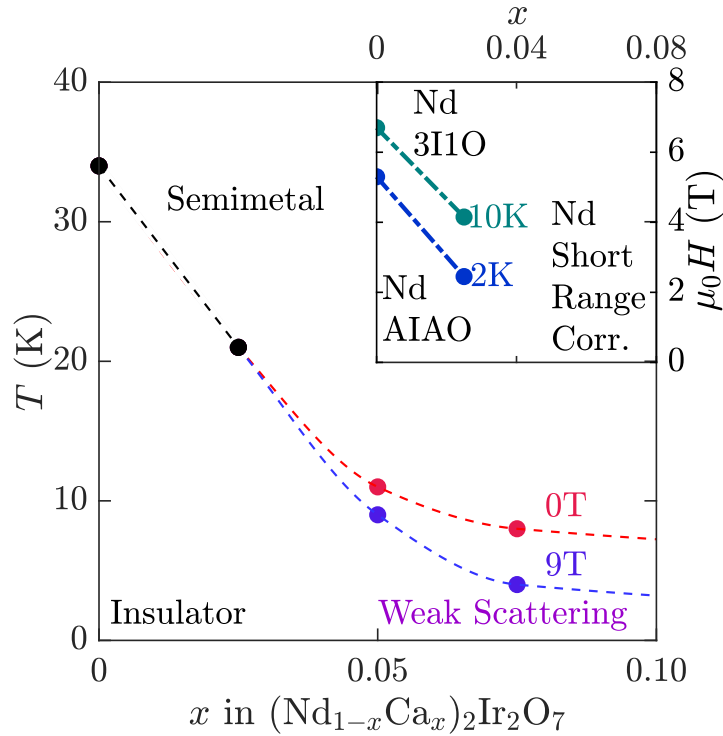 x
0 0.04 0.08
40
30
20
10
0
T (K)
8
6
4
2
0
μ₀H (T)
Nd
3I1O
10K
2K
Nd
AIAO
Nd
Short
Range
Corr.
Semimetal
0T
9T
Insulator
Weak Scattering
0 0.05 0.10
x in (Nd₁₋ₓCaₓ)₂Ir₂O₇